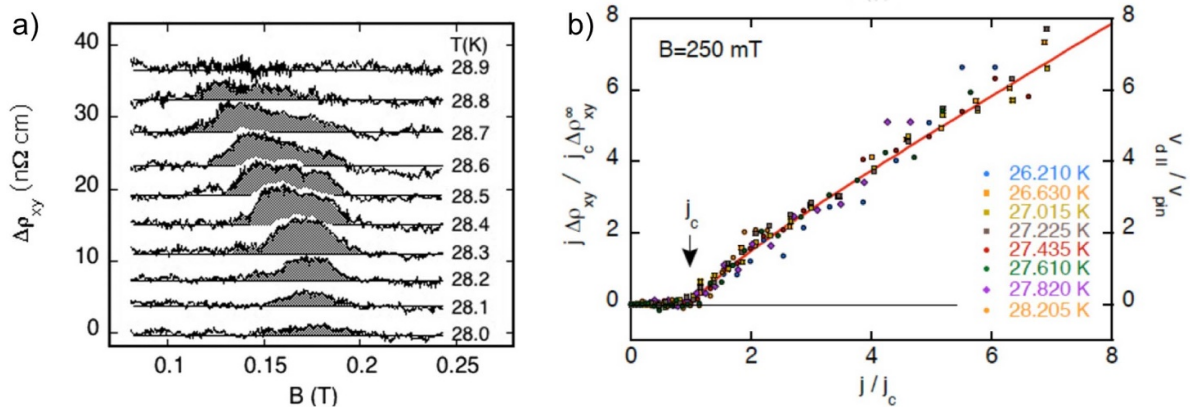 a)
40
30
20
10
0
Δρxy (nΩ cm)
T(K)
28.9
28.8
28.7
28.6
28.5
28.4
28.3
28.2
28.1
28.0
0.1
0.15
0.2
0.25
B (T)
b)
8
6
4
2
0
j Δρxy / jc Δρ∞xy
B=250 mT
jc
26.210 K
26.630 K
27.015 K
27.225 K
27.435 K
27.610 K
27.820 K
28.205 K
8
6
4
2
0
vd II / vpin
0
2
4
6
8
j / jc